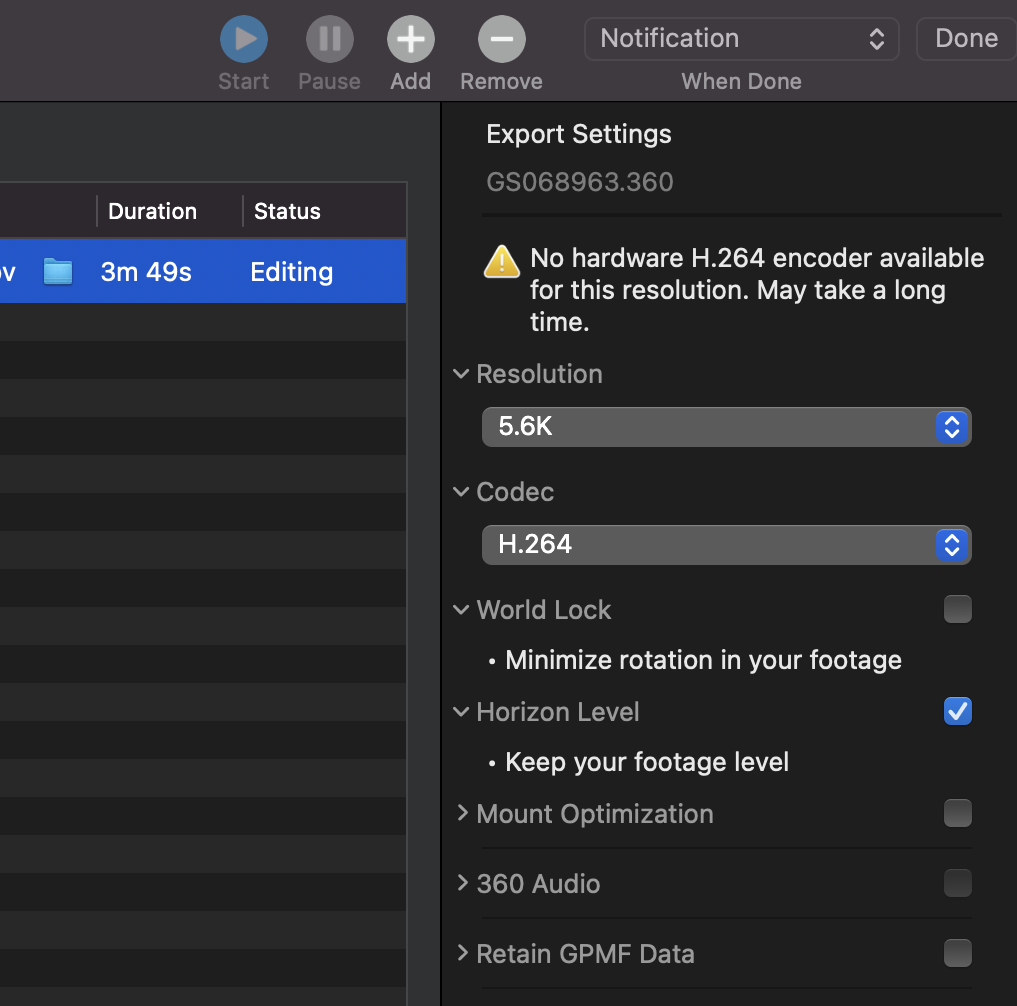 Notification
Done
Start
Pause
Add
Remove
When Done
Export Settings
GS068963.360
Duration
Status
3m 49s
Editing
No hardware H.264 encoder available
for this resolution. May take a long
time.
Resolution
5.6K
Codec
H.264
World Lock
• Minimize rotation in your footage
Horizon Level
• Keep your footage level
Mount Optimization
360 Audio
Retain GPMF Data